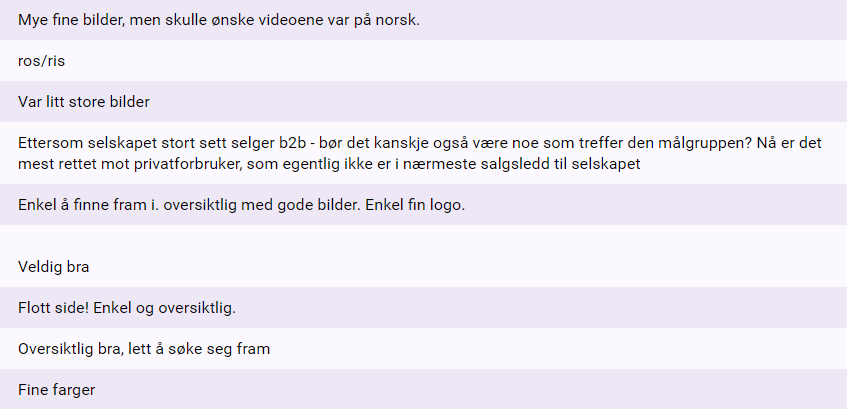 Mye fine bilder, men skulle ønske videoene var på norsk.
ros/ris
Var litt store bilder
Ettersom selskapet stort sett selger b2b - bør det kanskje også være noe som treffer den målgruppen? Nå er det
mest rettet mot privatforbruker, som egentlig ikke er i nærmeste salgsledd til selskapet
Enkel å finne fram i. oversiktlig med gode bilder. Enkel fin logo.
Veldig bra
Flott side! Enkel og oversiktlig.
Oversiktlig bra, lett å søke seg fram
Fine farger